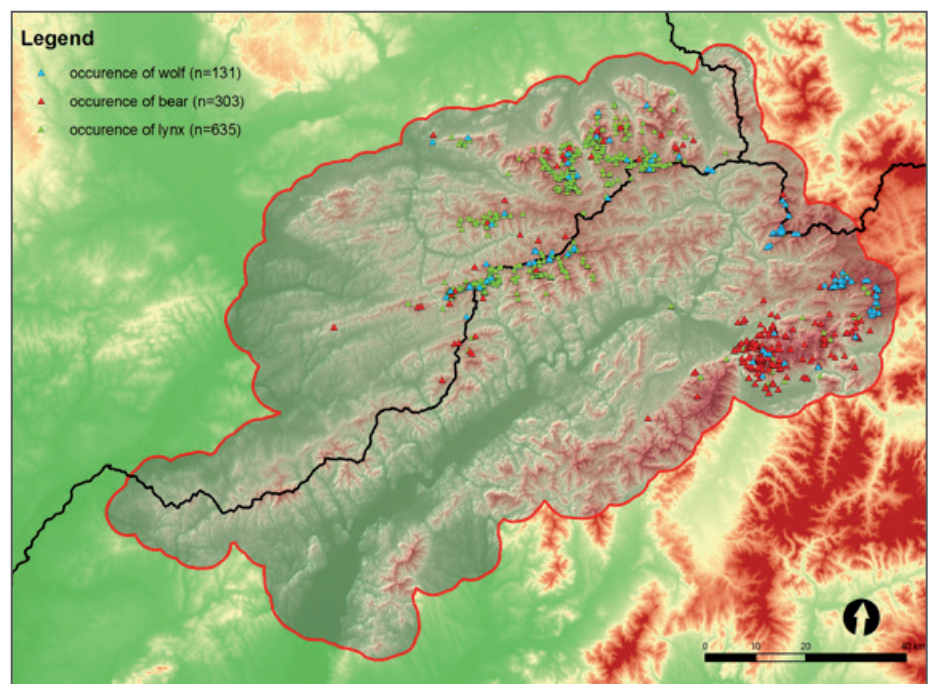 Legend
occurence of wolf (n=131)
occurence of bear (n=303)
occurence of lynx (n=635)
0 10 20 40 km